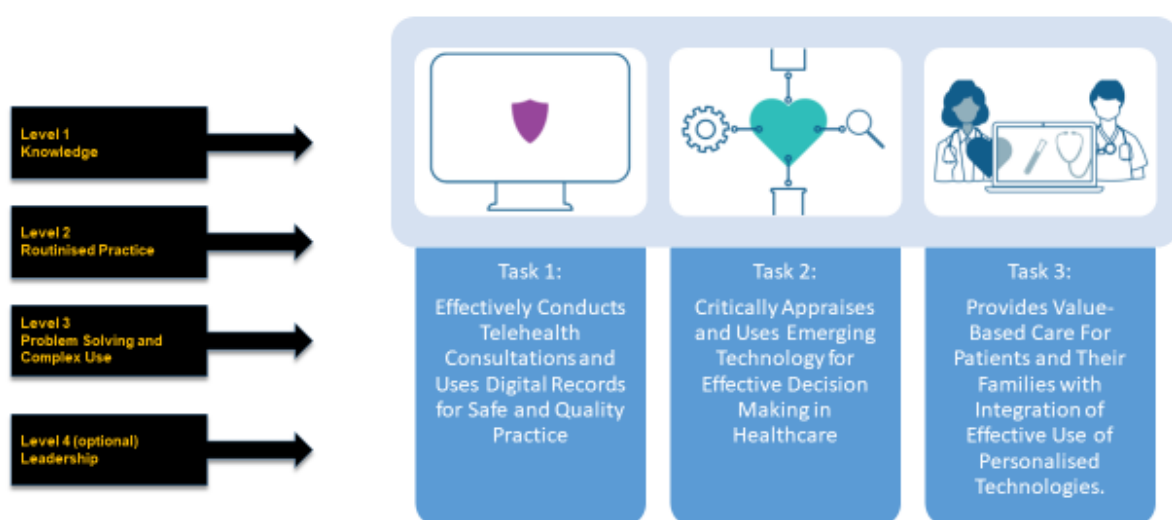 Level 1
Knowledge
Level 2
Routinised Practice
Level 3
Problem Solving and
Complex Use
Level 4 (optional)
Leadership
Task 1:
Effectively Conducts
Telehealth
Consultations and
Uses Digital Records
for Safe and Quality
Practice
Task 2:
Critically Appraises
and Uses Emerging
Technology for
Effective Decision
Making in
Healthcare
Task 3:
Provides Value-
Based Care For
Patients and Their
Families with
Integration of
Effective Use of
Personalised
Technologies.